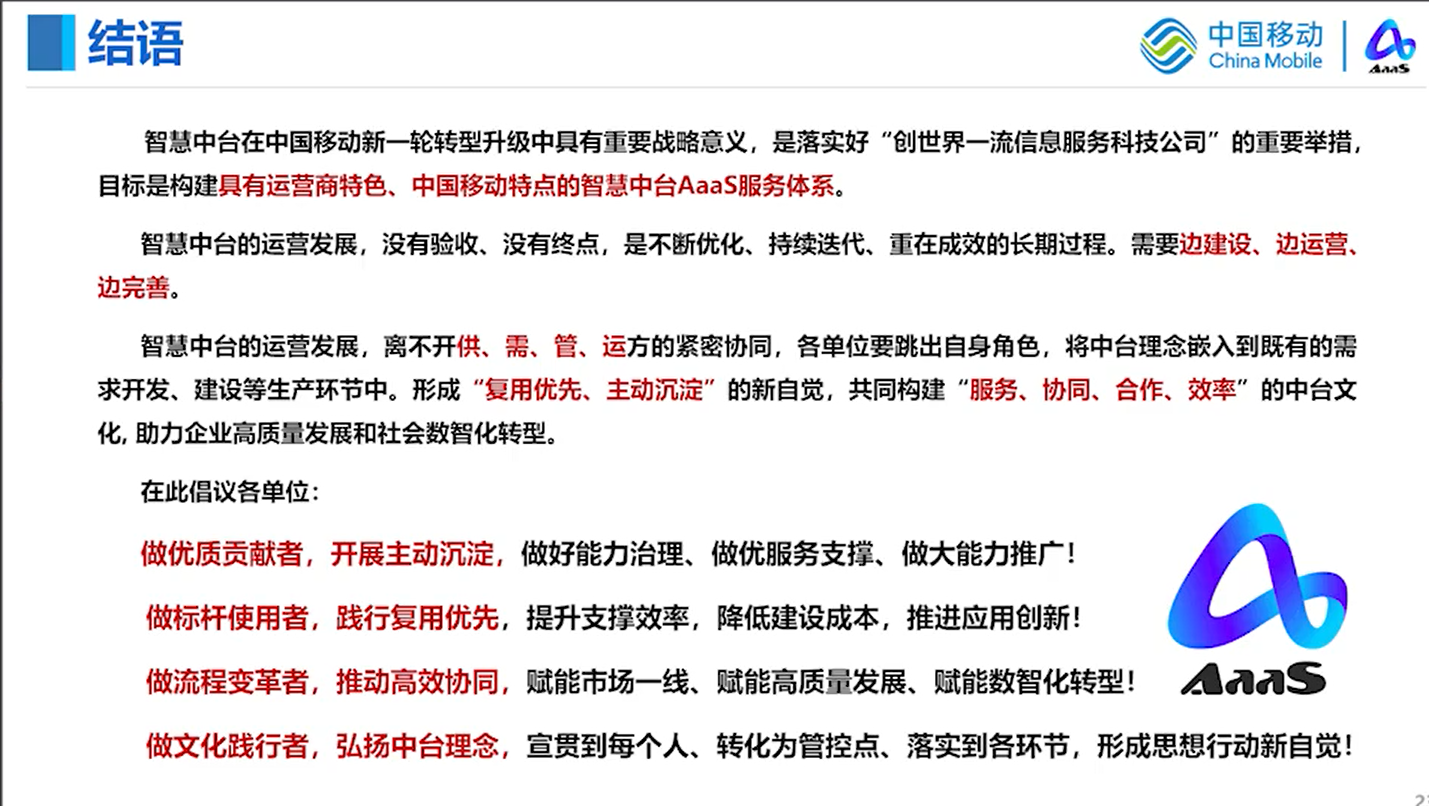 结语
中国移动
China Mobile
AaaS
智慧中台在中国移动新一轮转型升级中具有重要战略意义，是落实好“创世界一流信息服务科技公司”的重要举措，
目标是构建具有运营商特色、中国移动特点的智慧中台AaaS服务体系。
智慧中台的运营发展，没有验收、没有终点，是不断优化、持续迭代、重在成效的长期过程。需要边建设、边运营、
边完善。
智慧中台的运营发展，离不开供、需、管、运方的紧密协同，各单位要跳出自身角色，将中台理念嵌入到既有的需
求开发、建设等生产环节中。形成“复用优先、主动沉淀”的新自觉，共同构建“服务、协同、合作、效率”的中台文
化, 助力企业高质量发展和社会数智化转型。
在此倡议各单位：
做优质贡献者，开展主动沉淀，做好能力治理、做优服务支撑、做大能力推广！
做标杆使用者，践行复用优先，提升支撑效率，降低建设成本，推进应用创新！
做流程变革者，推动高效协同，赋能市场一线、赋能高质量发展、赋能数智化转型！
做文化践行者，弘扬中台理念，宣贯到每个人、转化为管控点、落实到各环节，形成思想行动新自觉！
AaaS